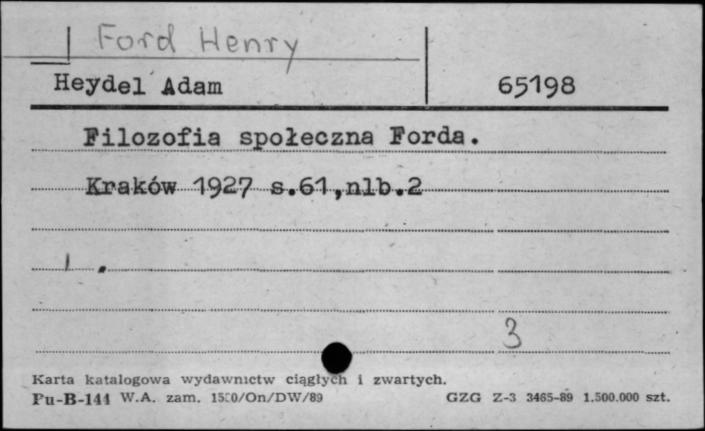 Ford Henry
Heydel Adam 65198
Filozofia społeczna Forda.
Kraków 1927 s.61,nlb.2
3
Karta katalogowa wydawnictw ciągłych i zwartych.
Pu-B-144 W.A. zam. 1500/On/DW/89 GZG Z-3 3465-89 1.500.000 szt.